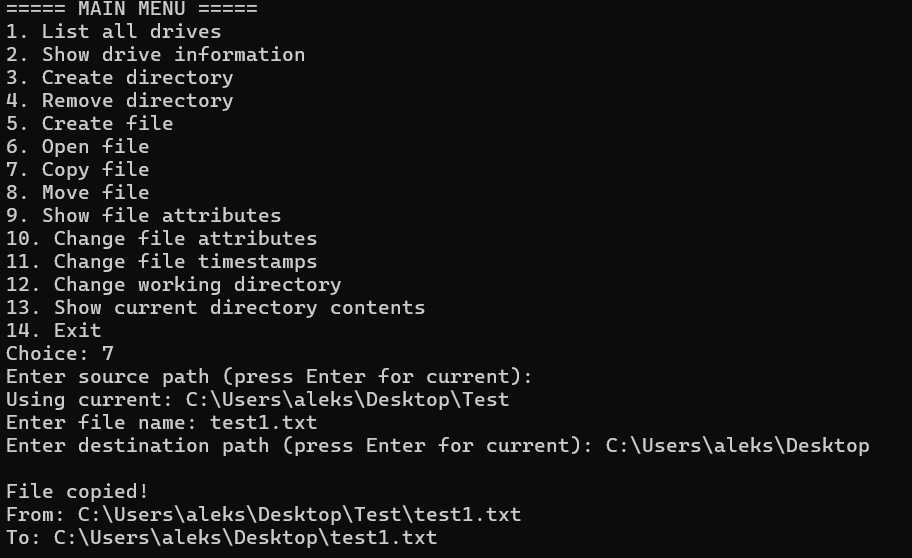 ===== MAIN MENU =====
1. List all drives
2. Show drive information
3. Create directory
4. Remove directory
5. Create file
6. Open file
7. Copy file
8. Move file
9. Show file attributes
10. Change file attributes
11. Change file timestamps
12. Change working directory
13. Show current directory contents
14. Exit
Choice: 7
Enter source path (press Enter for current):
Using current: C:\Users\aleks\Desktop\Test
Enter file name: test1.txt
Enter destination path (press Enter for current): C:\Users\aleks\Desktop

File copied!
From: C:\Users\aleks\Desktop\Test\test1.txt
To: C:\Users\aleks\Desktop\test1.txt